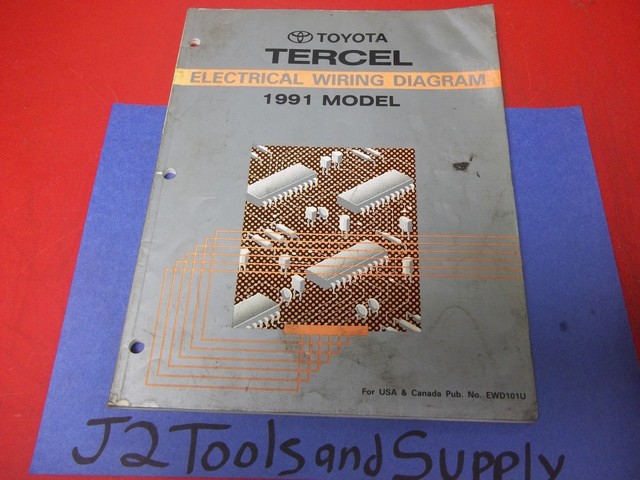 TOYOTA
TERCEL
ELECTRICAL WIRING DIAGRAM
1991 MODEL
For USA & Canada Pub. No. EWD101U
J2 Tools and Supply